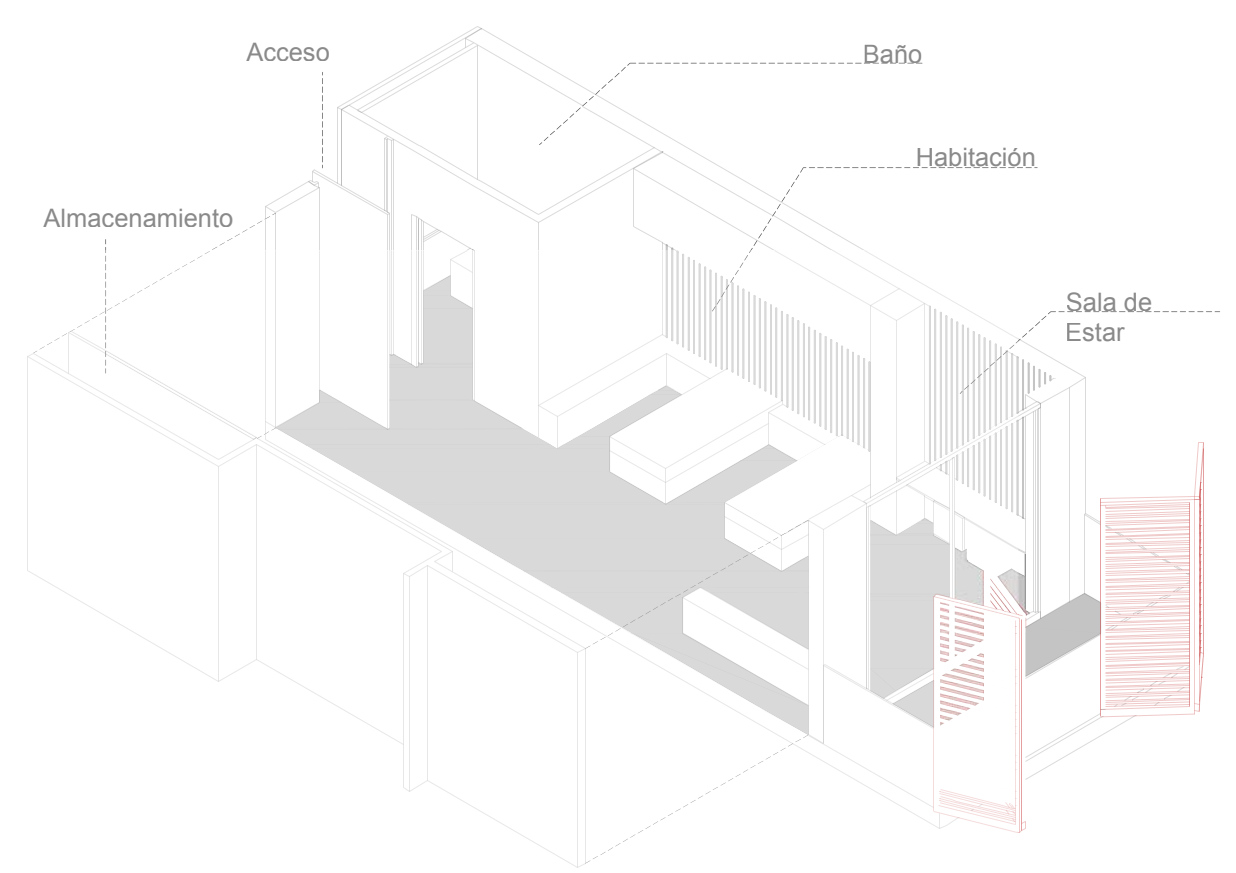 Acceso
Baño
Habitación
Almacenamiento
Sala de
Estar